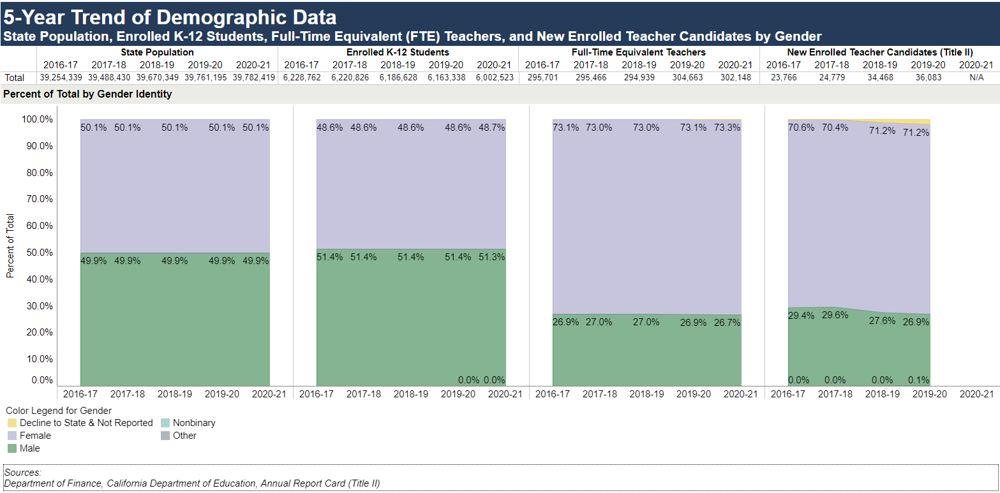 5-Year Trend of Demographic Data
State Population, Enrolled K-12 Students, Full-Time Equivalent (FTE) Teachers, and New Enrolled Teacher Candidates by Gender
State Population Enrolled K-12 Students Full-Time Equivalent Teachers New Enrolled Teacher Candidates (Title II)
2016-17 2017-18 2018-19 2019-20 2020-21 2016-17 2017-18 2018-19 2019-20 2020-21 2016-17 2017-18 2018-19 2019-20 2020-21 2016-17 2017-18 2018-19 2019-20 2020-21
Total 39,254,339 39,488,430 39,670,349 39,761,195 39,782,419 6,228,762 6,220,826 6,186,628 6,163,338 6,002,523 295,701 295,466 294,939 304,663 302,148 23,766 24,779 34,468 36,083 N/A
Percent of Total by Gender Identity
100.0%
50.1% 50.1% 50.1% 50.1% 50.1% 48.6% 48.6% 48.6% 48.6% 48.7% 73.1% 73.0% 73.0% 73.1% 73.3% 70.6% 70.4% 71.2% 71.2%
90.0%
80.0%
70.0%
60.0%
Percent of Total
50.0%
49.9% 49.9% 49.9% 49.9% 49.9% 51.4% 51.4% 51.4% 51.4% 51.3%
40.0%
30.0%
26.9% 27.0% 27.0% 26.9% 26.7% 29.4% 29.6% 27.6% 26.9%
20.0%
10.0%
0.0% 0.0% 0.0% 0.0% 0.0% 0.0% 0.1%
2016-17 2017-18 2018-19 2019-20 2020-21 2016-17 2017-18 2018-19 2019-20 2020-21 2016-17 2017-18 2018-19 2019-20 2020-21 2016-17 2017-18 2018-19 2019-20 2020-21
Color Legend for Gender
Decline to State & Not Reported Nonbinary
Female Other
Male
Sources:
Department of Finance, California Department of Education, Annual Report Card (Title II)